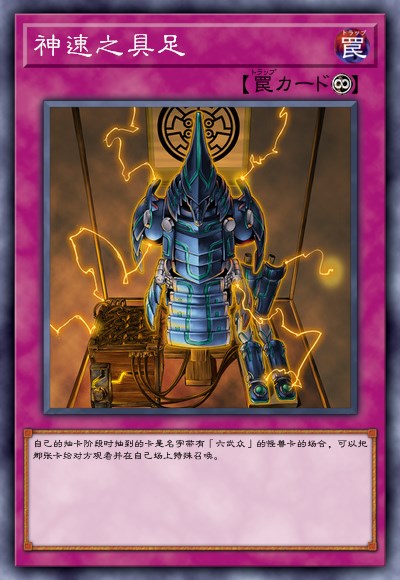 神速之具足
トラップ
罠
トラップ
【罠カード】
自己的抽卡阶段时抽到的卡是名字带有「六武众」的怪兽卡的场合，可以把
那张卡给对方观看并在自己场上特殊召唤。